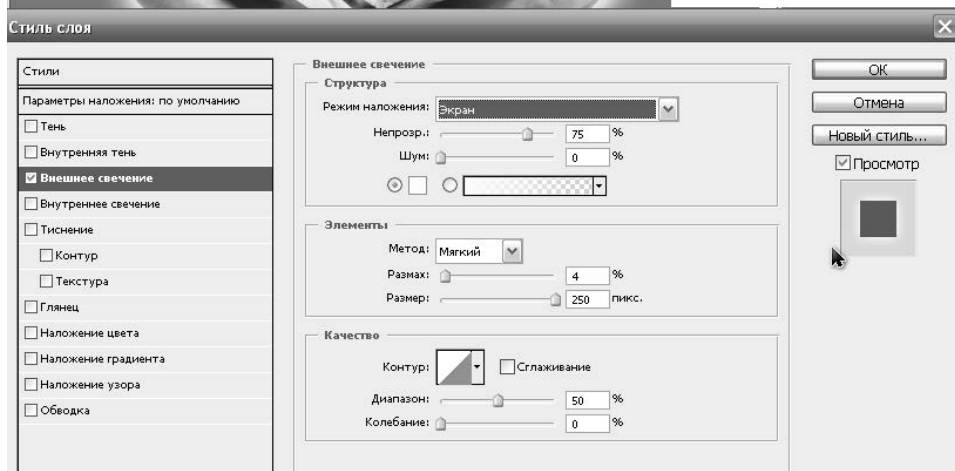 Стиль слоя
Стили
Параметры наложения: по умолчанию
Тень
Внутренняя тень
Внешнее свечение
Внутреннее свечение
Тиснение
Контур
Текстура
Глянец
Наложение цвета
Наложение градиента
Наложение узора
Обводка
Внешнее свечение
Структура
Режим наложения: Экран
Непрозр.: 75 %
Шум: 0 %
Элементы
Метод: Мягкий
Размах: 4 %
Размер: 250 пикс.
Качество
Контур: Сглаживание
Диапазон: 50 %
Колебание: 0 %
ОК
Отмена
Новый стиль...
Просмотр